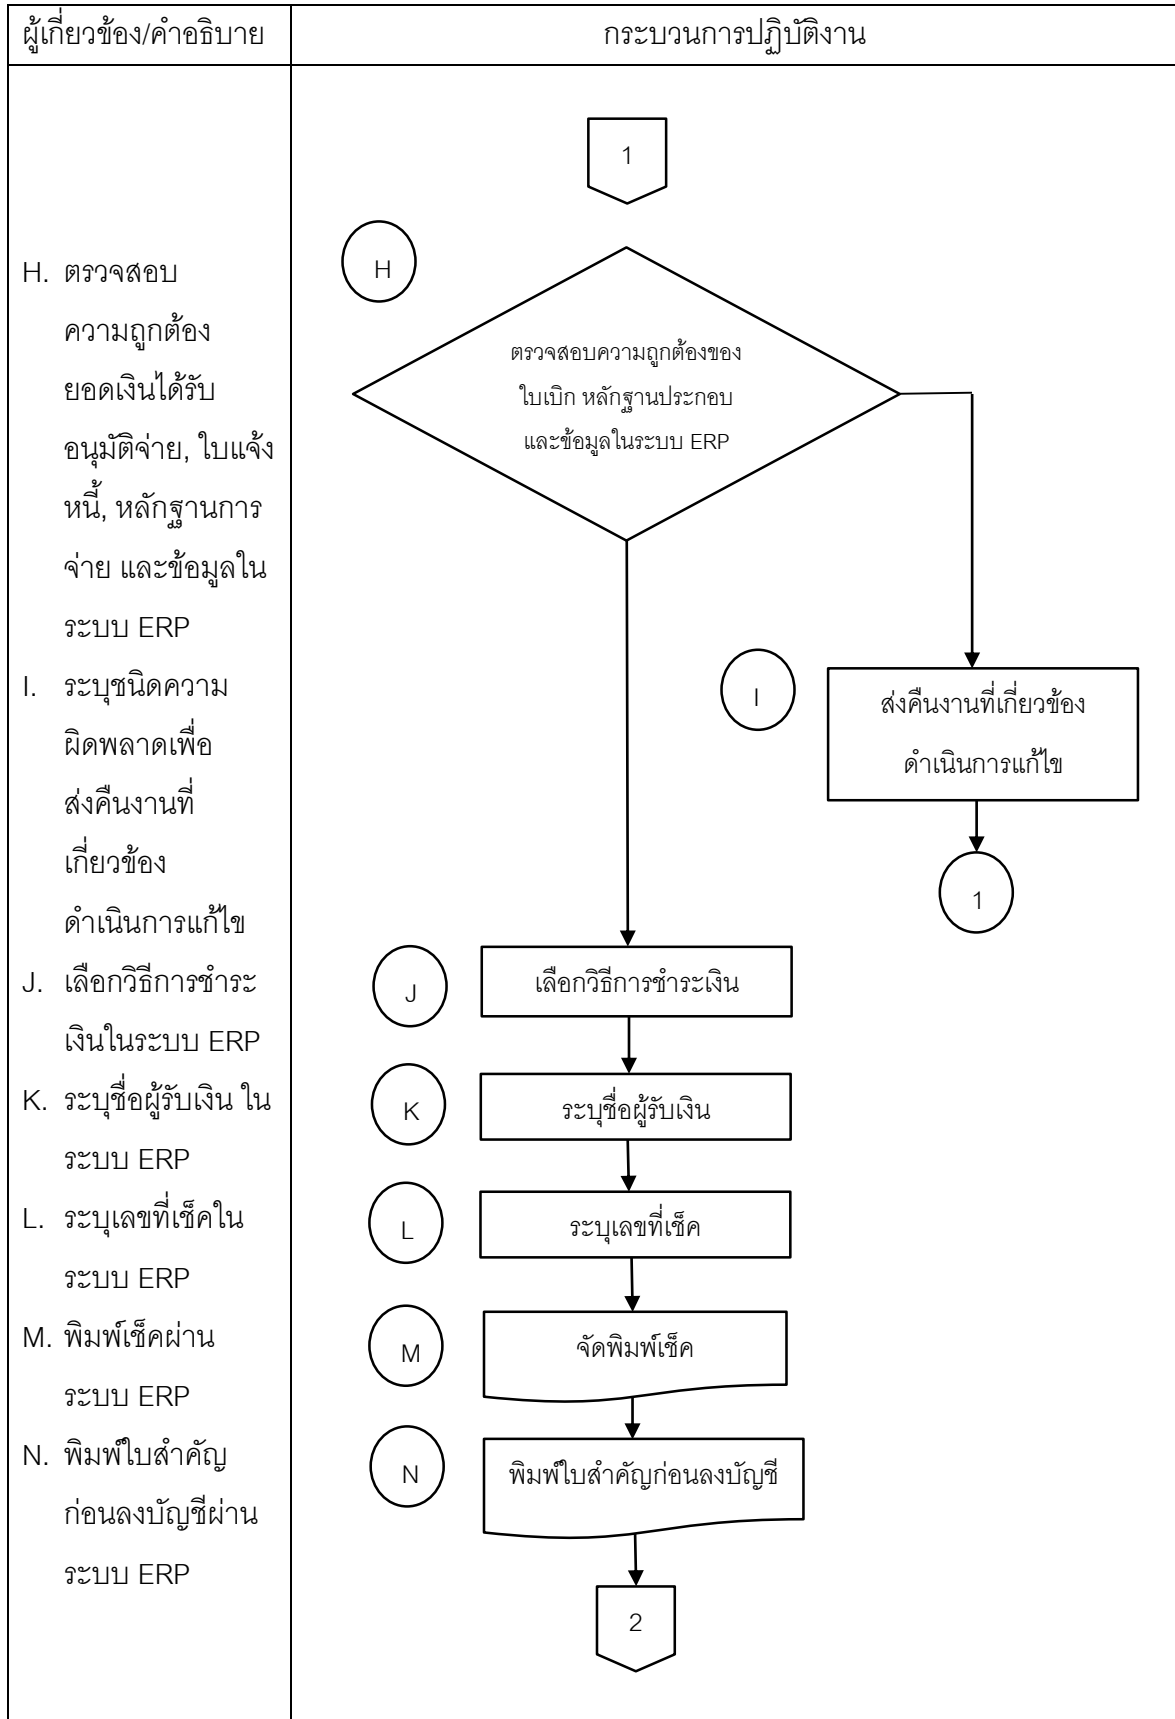 ผู้เกี่ยวข้อง/คำอธิบาย
กระบวนการปฏิบัติงาน
H. ตรวจสอบ
ความถูกต้อง
ยอดเงินได้รับ
อนุมัติจ่าย, ใบแจ้ง
หนี้, หลักฐานการ
จ่าย และข้อมูลใน
ระบบ ERP
I. ระบุชนิดความ
ผิดพลาดเพื่อ
ส่งคืนงานที่
เกี่ยวข้อง
ดำเนินการแก้ไข
J. เลือกวิธีการชำระ
เงินในระบบ ERP
K. ระบุชื่อผู้รับเงิน ใน
ระบบ ERP
L. ระบุเลขที่เช็คใน
ระบบ ERP
M. พิมพ์เช็คผ่าน
ระบบ ERP
N. พิมพ์ใบสำคัญ
ก่อนลงบัญชีผ่าน
ระบบ ERP
1
H
ตรวจสอบความถูกต้องของ
ใบเบิก หลักฐานประกอบ
และข้อมูลในระบบ ERP
I
ส่งคืนงานที่เกี่ยวข้อง
ดำเนินการแก้ไข
1
J
เลือกวิธีการชำระเงิน
K
ระบุชื่อผู้รับเงิน
L
ระบุเลขที่เช็ค
M
จัดพิมพ์เช็ค
N
พิมพ์ใบสำคัญก่อนลงบัญชี
2